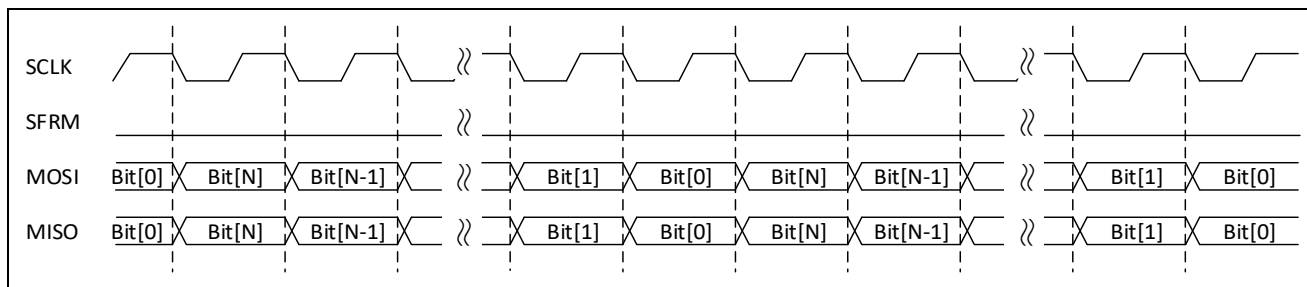 SCLK
SFRM
MOSI Bit[0] Bit[N] Bit[N-1] Bit[1] Bit[0] Bit[N] Bit[N-1] Bit[1] Bit[0]
MISO Bit[0] Bit[N] Bit[N-1] Bit[1] Bit[0] Bit[N] Bit[N-1] Bit[1] Bit[0]